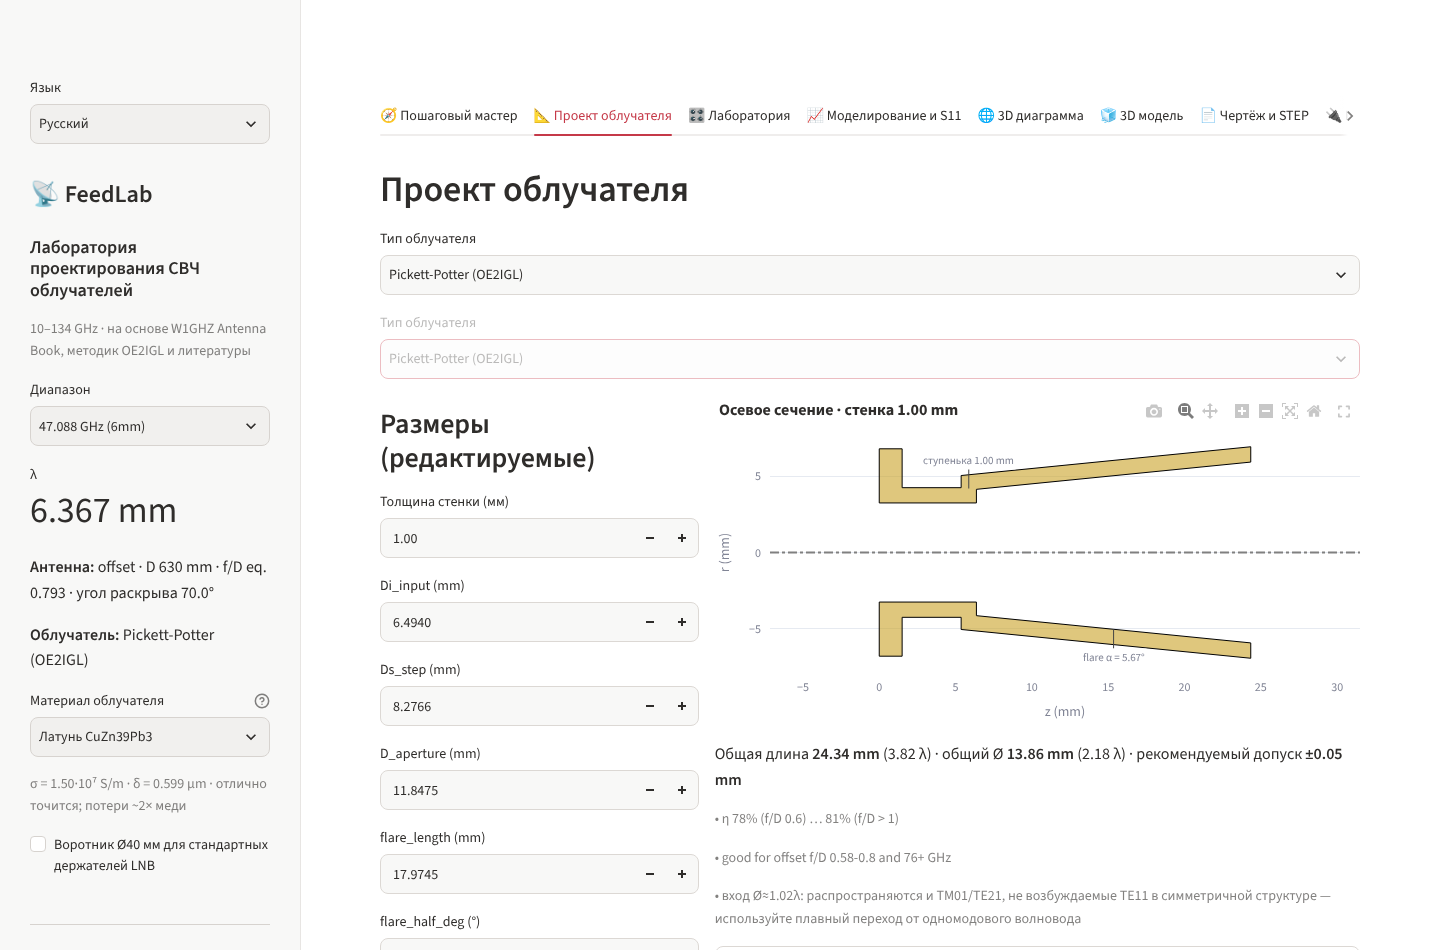 Язык
Русский
📡 FeedLab
Лаборатория
проектирования СВЧ
облучателей
10–134 GHz · на основе W1GHZ Antenna
Book, методик OE2IGL и литературы
Диапазон
47.088 GHz (6mm)
λ
6.367 mm
Антенна: offset · D 630 mm · f/D eq.
0.793 · угол раскрыва 70.0°
Облучатель: Pickett-Potter
(OE2IGL)
Материал облучателя
Латунь CuZn39Pb3
σ = 1.50·10⁷ S/m · δ = 0.599 µm · отлично
точится; потери ~2× меди
Воротник Ø40 мм для стандартных
держателей LNB
🧭 Пошаговый мастер 📐 Проект облучателя 🎛️ Лаборатория 📈 Моделирование и S11 🌐 3D диаграмма 🧊 3D модель 📄 Чертёж и STEP 🔌
Проект облучателя
Тип облучателя
Pickett-Potter (OE2IGL)
Тип облучателя
Pickett-Potter (OE2IGL)
Размеры
(редактируемые)
Толщина стенки (мм)
1.00
Di_input (mm)
6.4940
Ds_step (mm)
8.2766
D_aperture (mm)
11.8475
flare_length (mm)
17.9745
flare_half_deg (°)
Осевое сечение · стенка 1.00 mm
ступенька 1.00 mm
5
0
−5
r (mm)
flare α = 5.67°
−5 0 5 10 15 20 25 30
z (mm)
Общая длина 24.34 mm (3.82 λ) · общий Ø 13.86 mm (2.18 λ) · рекомендуемый допуск ±0.05
mm
• η 78% (f/D 0.6) … 81% (f/D > 1)
• good for offset f/D 0.58-0.8 and 76+ GHz
• вход Ø≈1.02λ: распространяются и TM01/TE21, не возбуждаемые TE11 в симметричной структуре —
используйте плавный переход от одномодового волновода